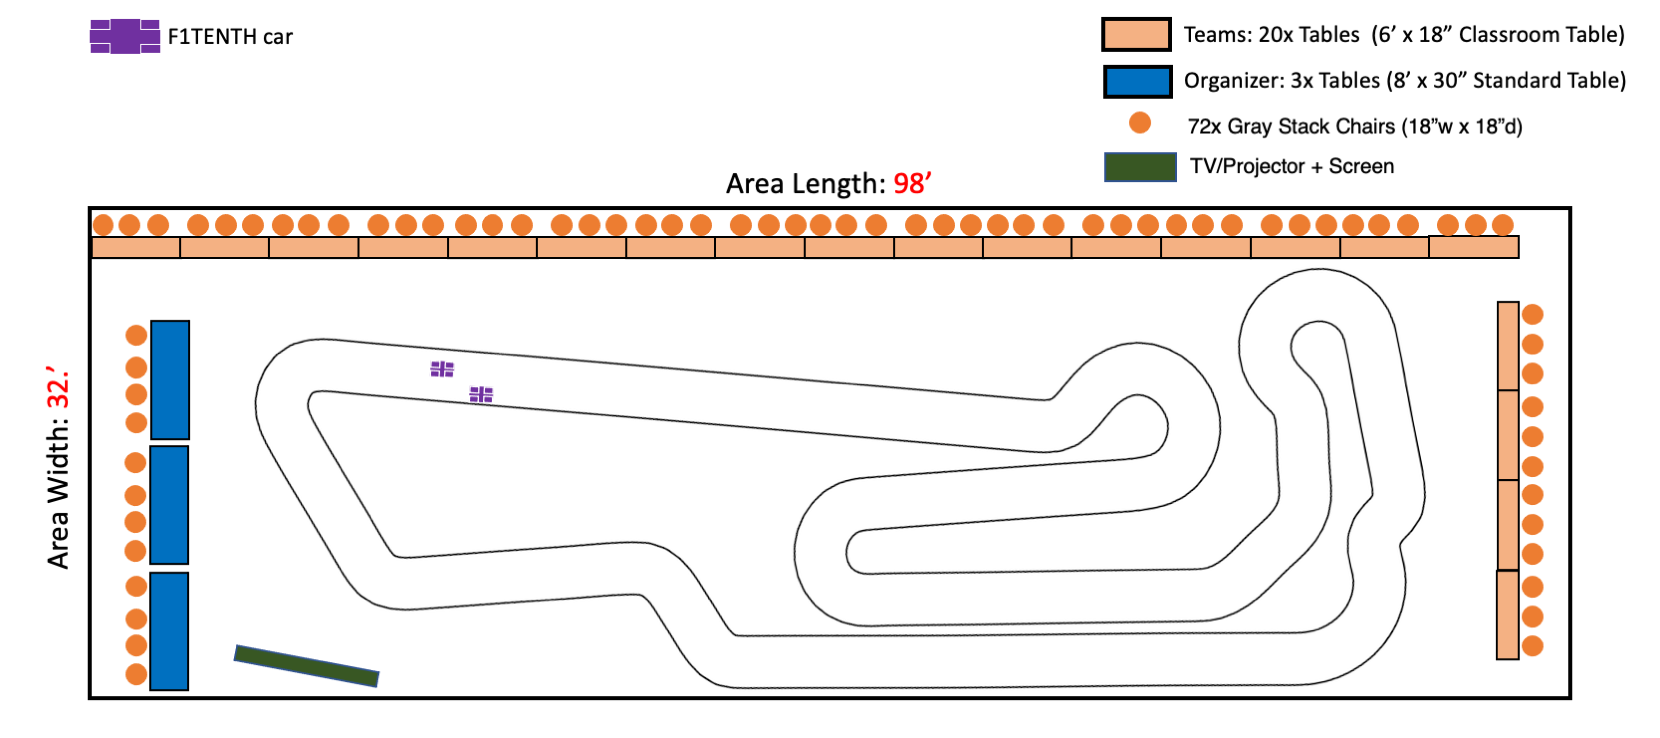 F1TENTH car
Teams: 20x Tables (6’ x 18” Classroom Table)
Organizer: 3x Tables (8’ x 30” Standard Table)
72x Gray Stack Chairs (18”w x 18”d)
TV/Projector + Screen
Area Length: 98’
Area Width: 32.’